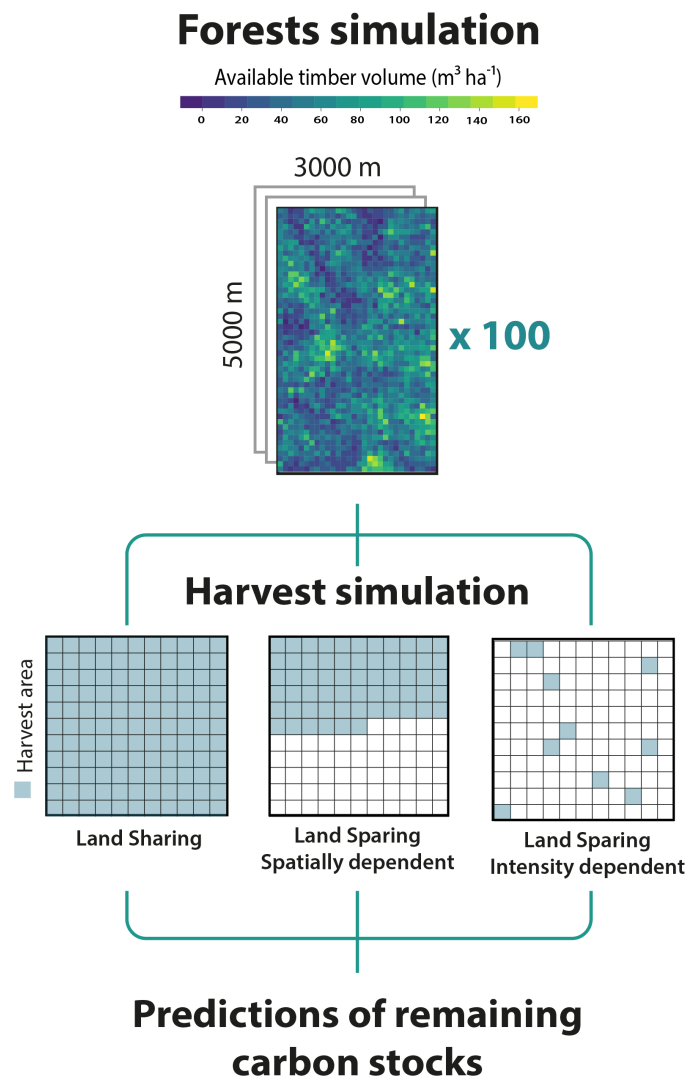 Forests simulation
Available timber volume (m³ ha⁻¹)
0 20 40 60 80 100 120 140 160
3000 m
5000 m
x 100
Harvest simulation
Harvest area
Land Sharing
Land Sparing
Spatially dependent
Land Sparing
Intensity dependent
Predictions of remaining
carbon stocks